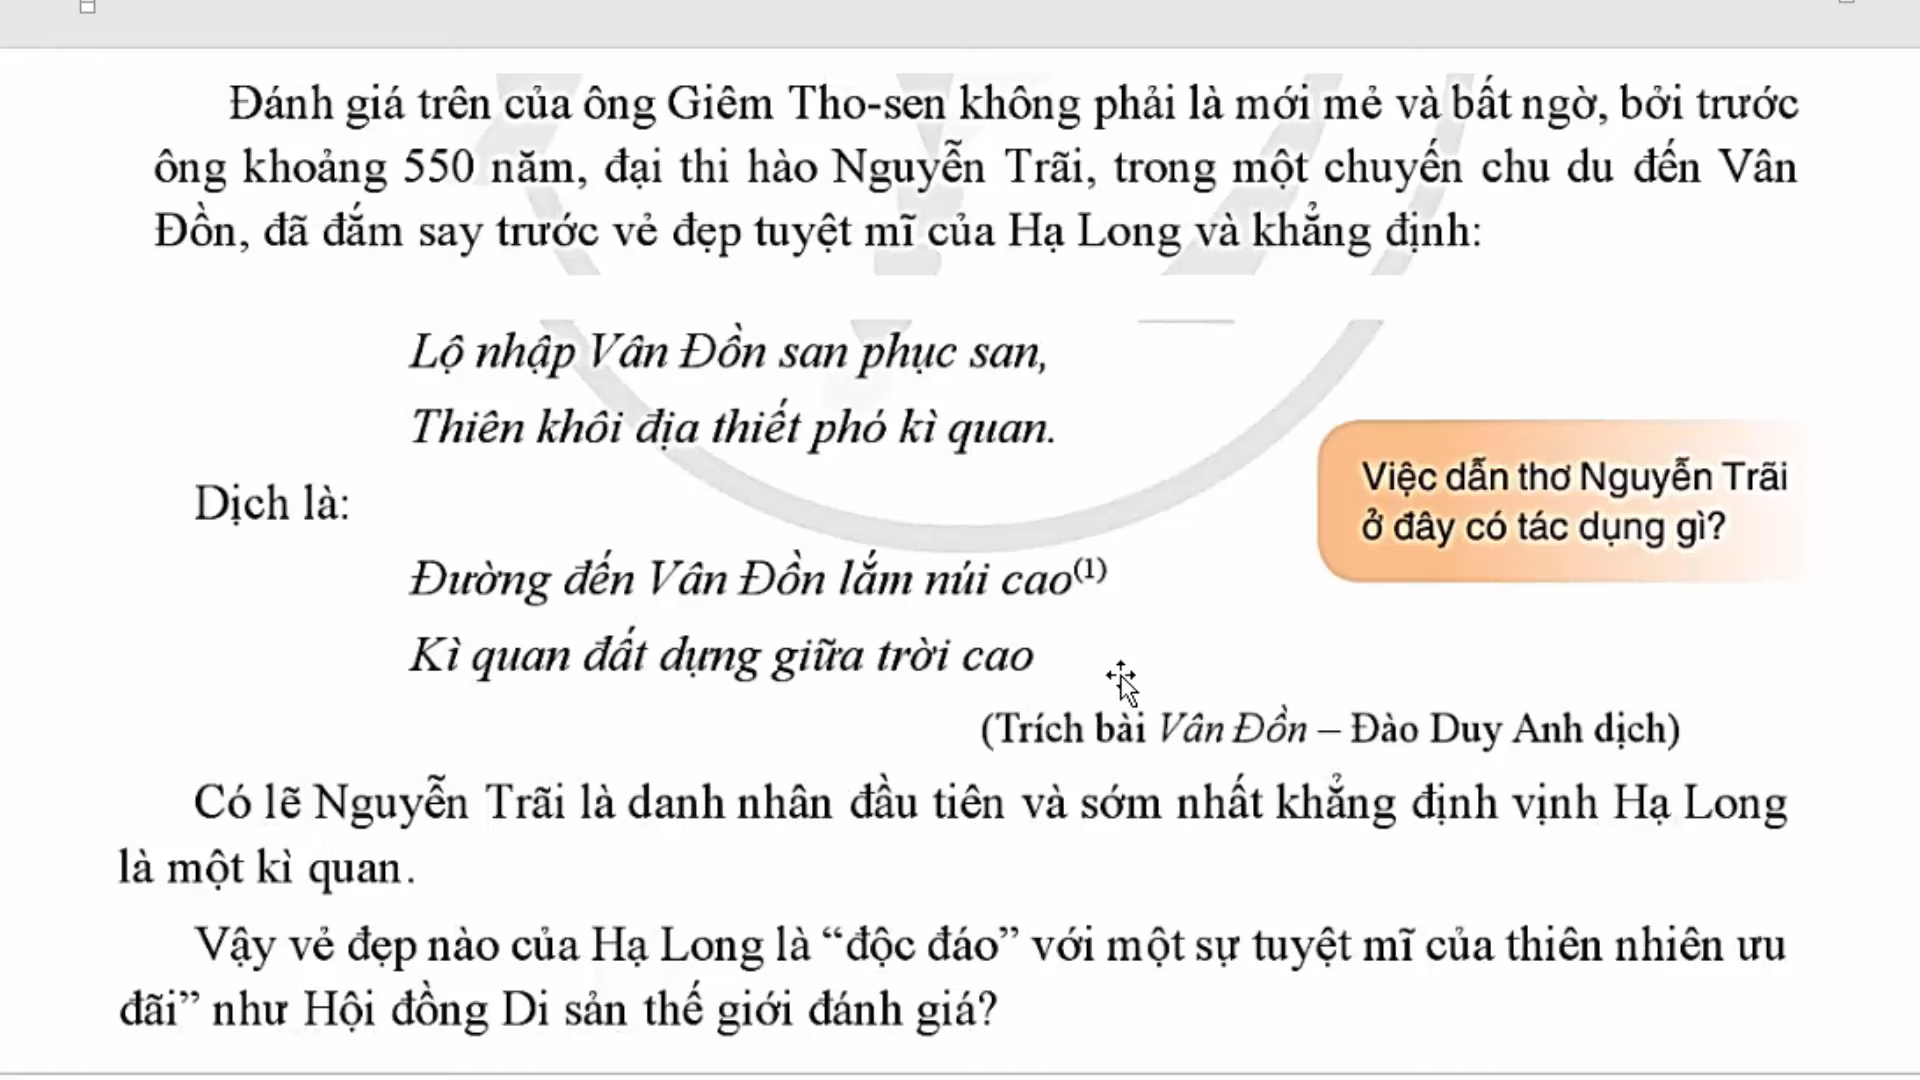 Đánh giá trên của ông Giêm Tho-sen không phải là mới mẻ và bất ngờ, bởi trước
ông khoảng 550 năm, đại thi hào Nguyễn Trãi, trong một chuyến chu du đến Vân
Đồn, đã đắm say trước vẻ đẹp tuyệt mĩ của Hạ Long và khẳng định:
Lộ nhập Vân Đồn san phục san,
Thiên khôi địa thiết phó kì quan.
Dịch là:
Đường đến Vân Đồn lắm núi cao(1)
Kì quan đất dựng giữa trời cao
(Trích bài Vân Đồn – Đào Duy Anh dịch)
Việc dẫn thơ Nguyễn Trãi
ở đây có tác dụng gì?
Có lẽ Nguyễn Trãi là danh nhân đầu tiên và sớm nhất khẳng định vịnh Hạ Long
là một kì quan.
Vậy vẻ đẹp nào của Hạ Long là “độc đáo” với một sự tuyệt mĩ của thiên nhiên ưu
đãi” như Hội đồng Di sản thế giới đánh giá?